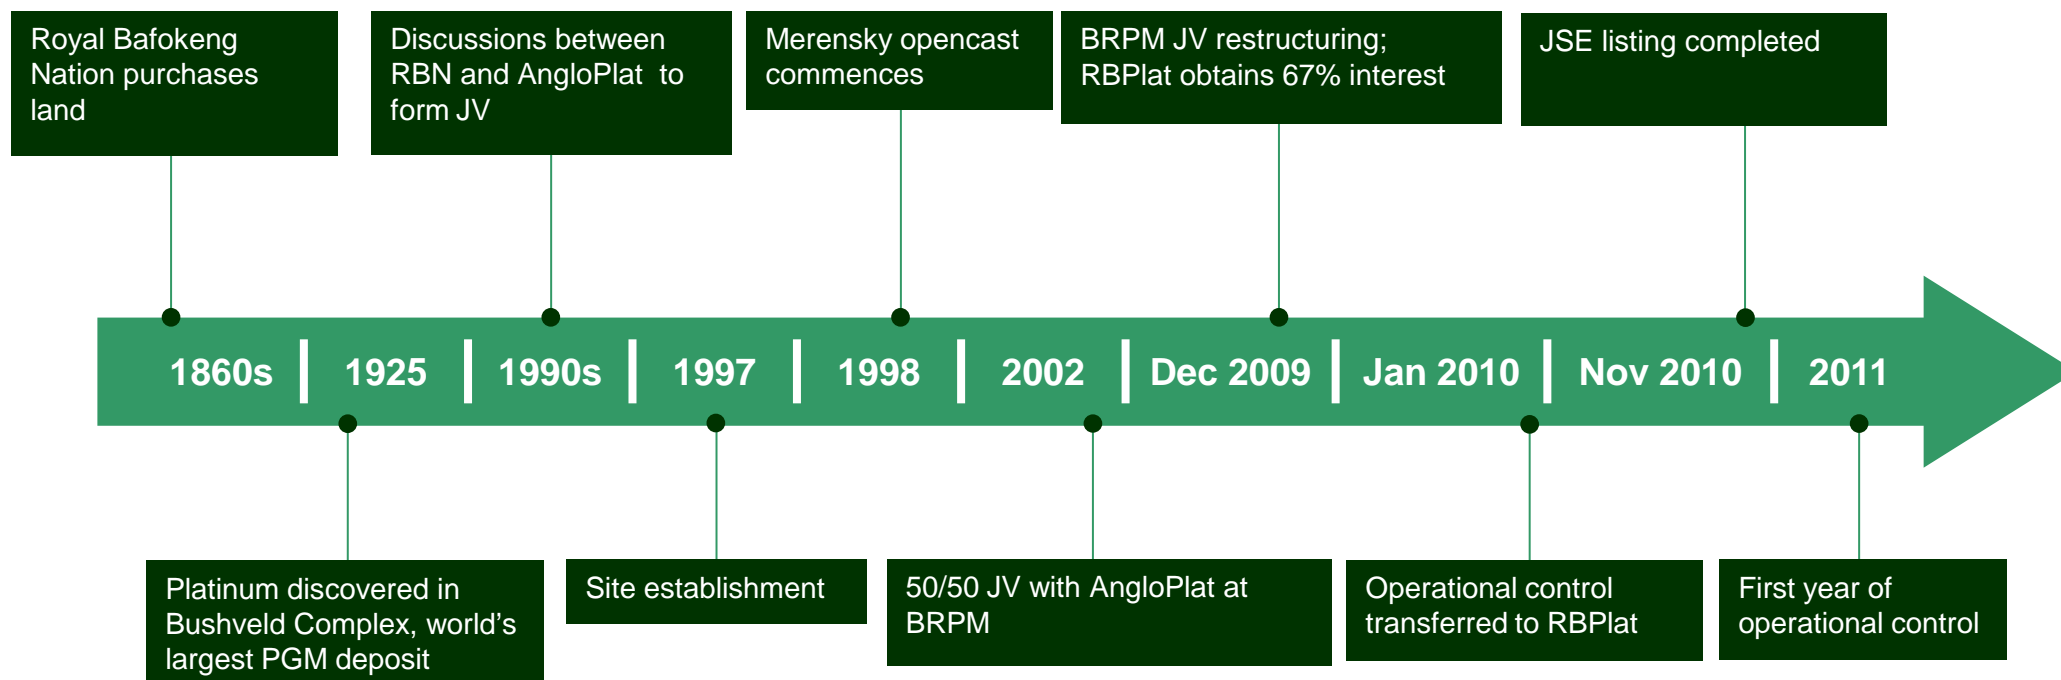 Royal Bafokeng
Nation purchases
land
Discussions between
RBN and AngloPlat to
form JV
Merensky opencast
commences
BRPM JV restructuring;
RBPlat obtains 67% interest
JSE listing completed
1860s
1925
1990s
1997
1998
2002
Dec 2009
Jan 2010
Nov 2010
2011
Platinum discovered in
Bushveld Complex, world’s
largest PGM deposit
Site establishment
50/50 JV with AngloPlat at
BRPM
Operational control
transferred to RBPlat
First year of
operational control